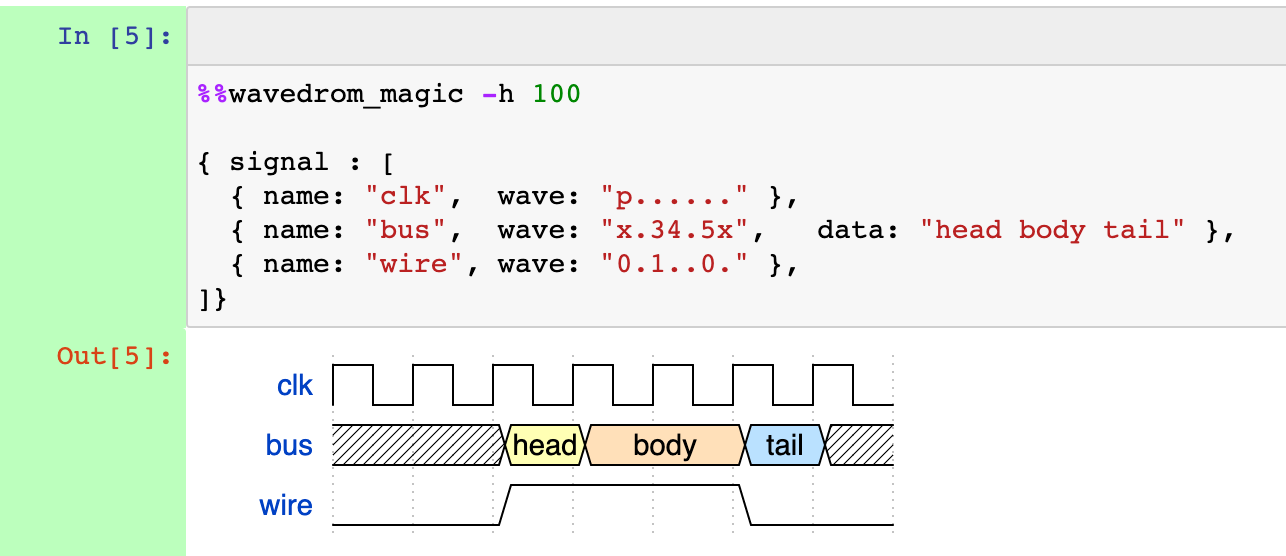 In [5]:
%%wavedrom_magic -h 100
{ signal : [
  { name: "clk",  wave: "p......" },
  { name: "bus",  wave: "x.34.5x",   data: "head body tail" },
  { name: "wire", wave: "0.1..0." },
]}
Out[5]:
clk
bus head body tail
wire